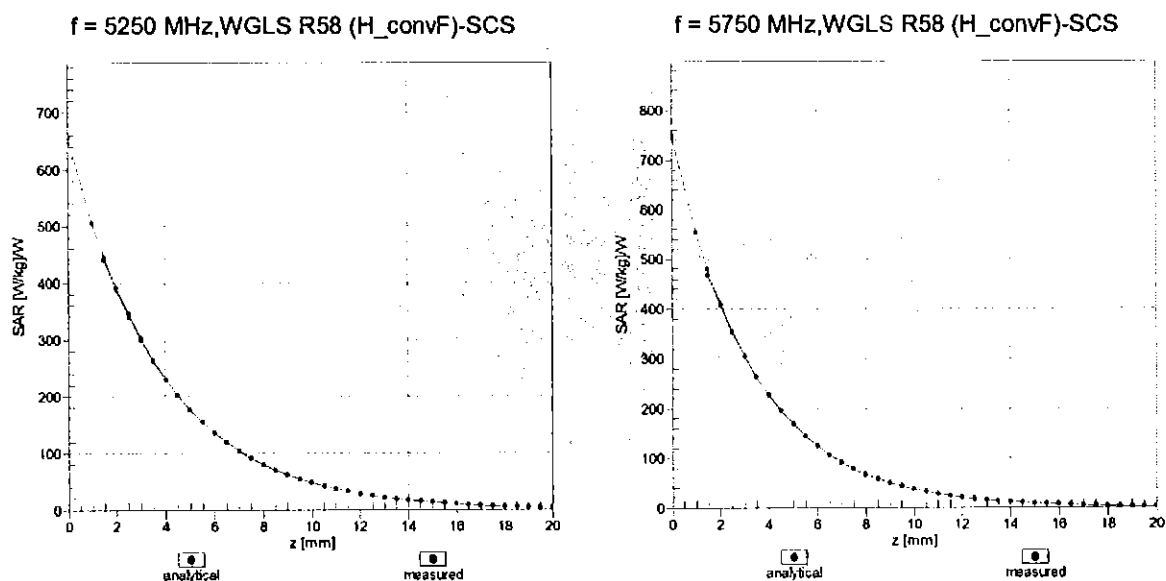 f = 5250 MHz,WGLS R58 (H_convF)-SCS
700
600
500
400
300
200
100
0
SAR [W/kg]/W
0 2 4 6 8 10 12 14 16 18 20
z [mm]
analytical
measured
f = 5750 MHz,WGLS R58 (H_convF)-SCS
800
700
600
500
400
300
200
100
0
SAR [W/kg]/W
0 2 4 6 8 10 12 14 16 18 20
z [mm]
analytical
measured